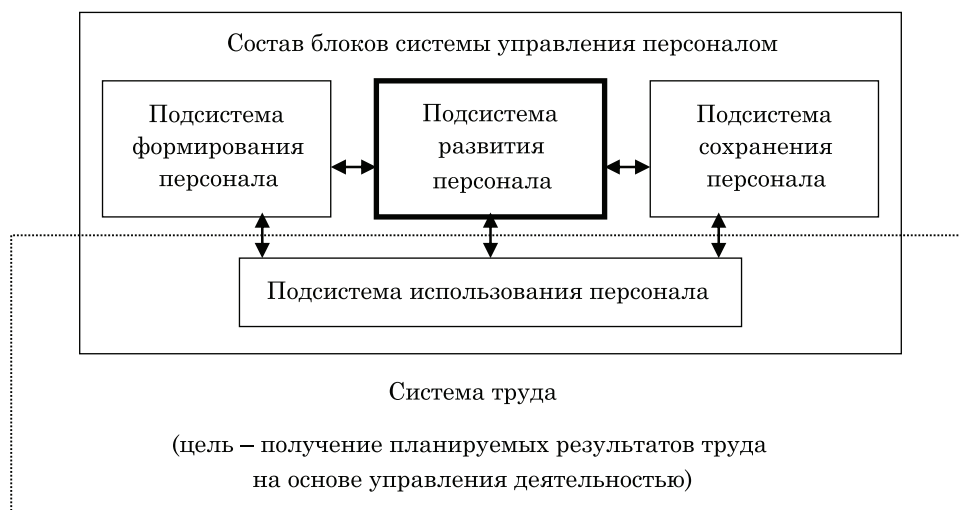 Состав блоков системы управления персоналом
Подсистема
формирования
персонала
Подсистема
развития
персонала
Подсистема
сохранения
персонала
Подсистема использования персонала
Система труда
(цель – получение планируемых результатов труда
на основе управления деятельностью)